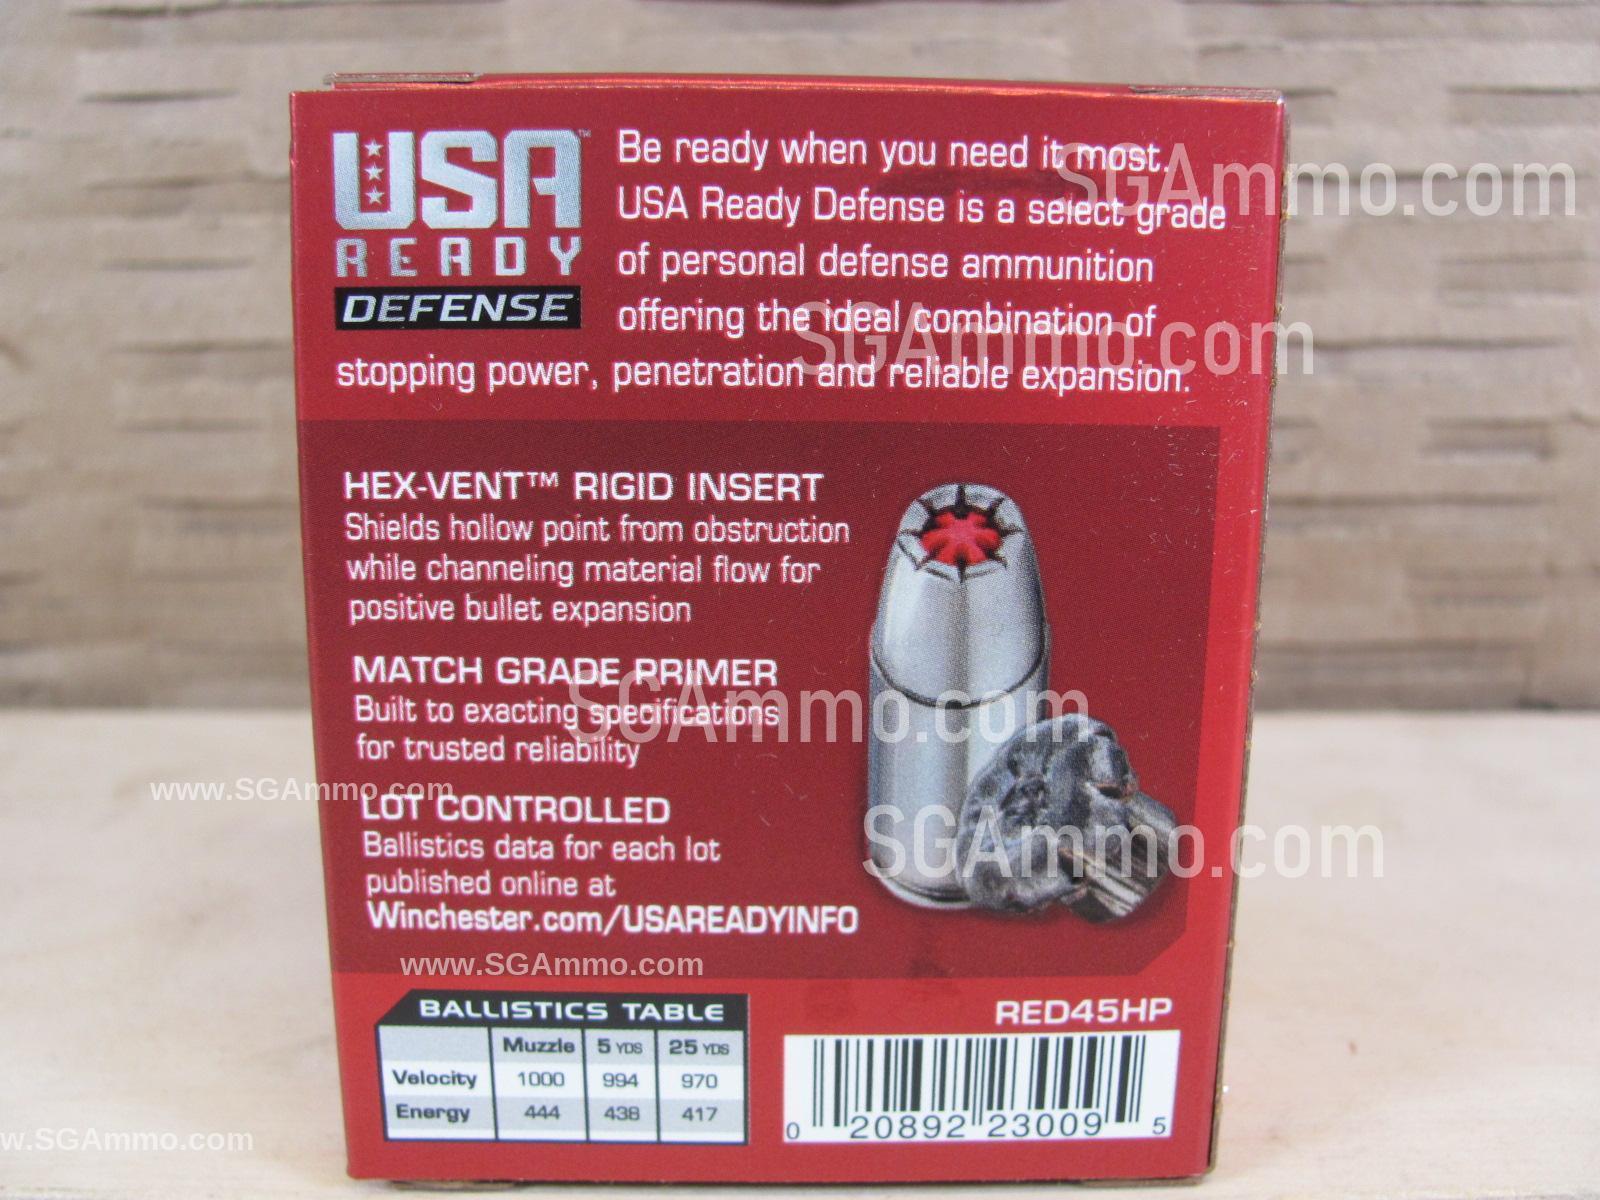 USA™
READY
DEFENSE
Be ready when you need it most.
USA Ready Defense is a select grade
of personal defense ammunition
offering the ideal combination of
stopping power, penetration and reliable expansion.
SGAmmo.com
SGAmmo.com
HEX-VENT™ RIGID INSERT
Shields hollow point from obstruction
while channeling material flow for
positive bullet expansion
MATCH GRADE PRIMER
Built to exacting specifications
for trusted reliability
SGAmmo.com
www.SGAmmo.com
LOT CONTROLLED
Ballistics data for each lot
published online at
Winchester.com/USAREADYINFO
SGAmmo.com
www.SGAmmo.com
BALLISTICS TABLE
Muzzle 5 YDS 25 YDS
Velocity 1000 994 970
Energy 444 438 417
RED45HP
0 20892 23009 5
w.SGAmmo.com